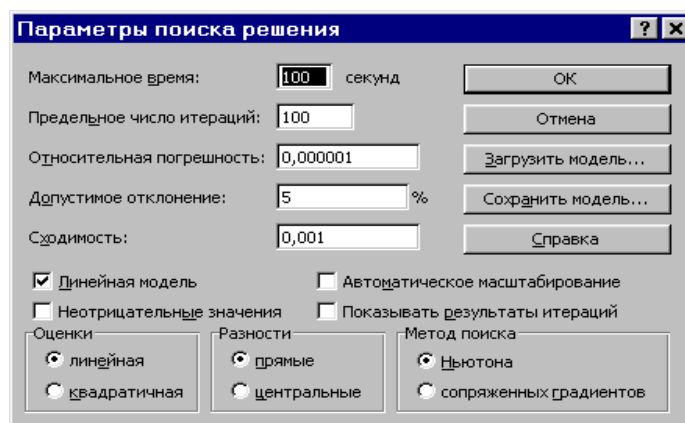 Параметры поиска решения
Максимальное время: 100 секунд ОК
Предельное число итераций: 100 Отмена
Относительная погрешность: 0,000001 Загрузить модель...
Допустимое отклонение: 5 % Сохранить модель...
Сходимость: 0,001 Справка
Линейная модель Автоматическое масштабирование
Неотрицательные значения Показывать результаты итераций
Оценки Разности Метод поиска
линейная прямые Ньютона
квадратичная центральные сопряженных градиентов